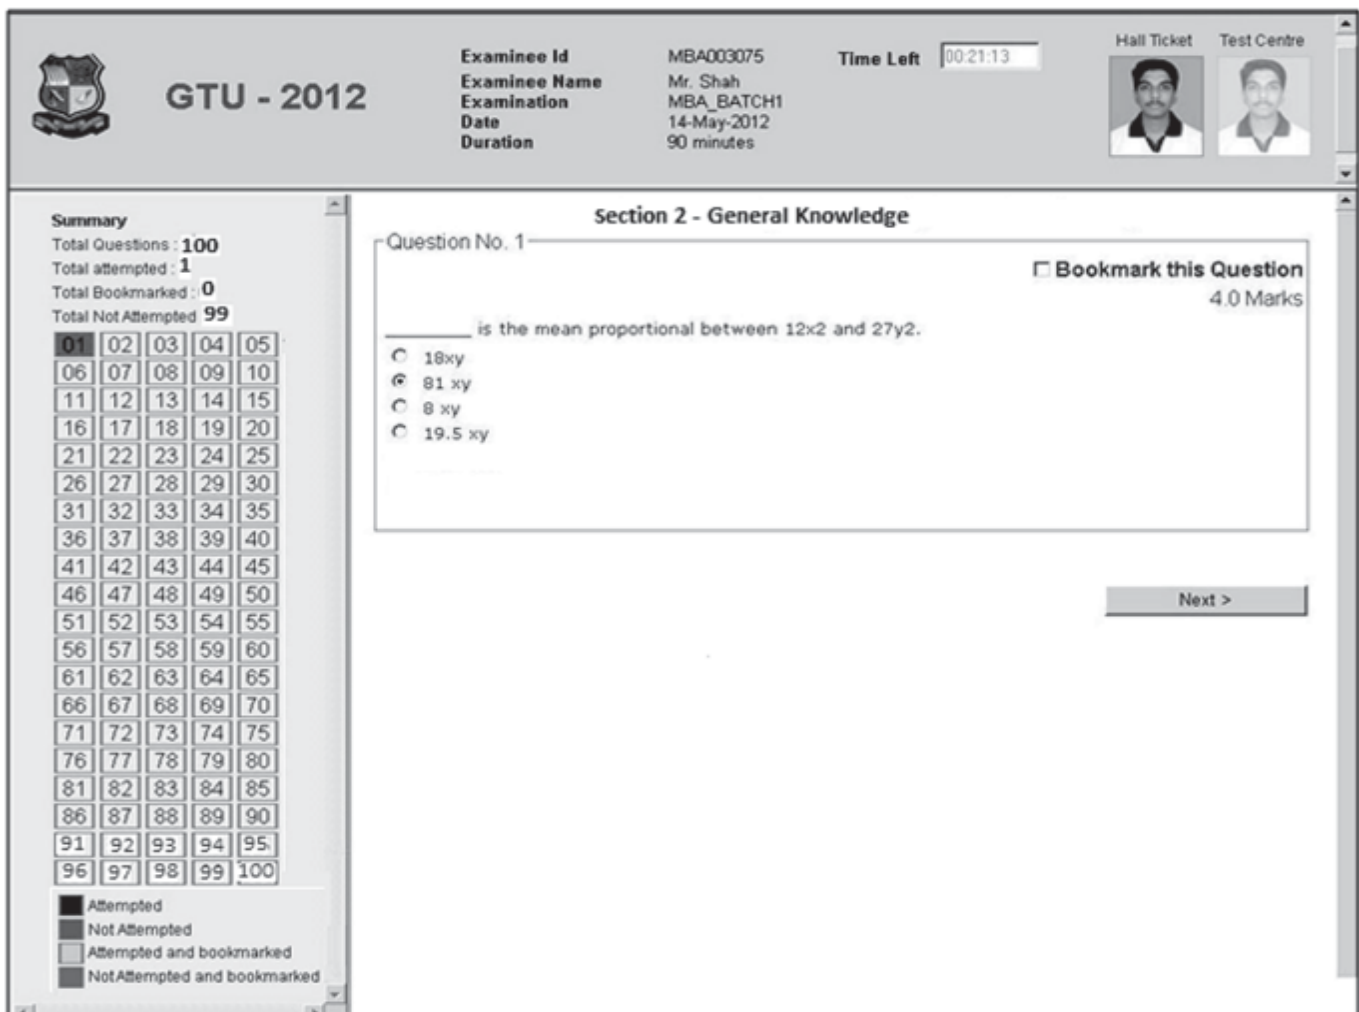 GTU - 2012
Examinee Id MBA003075
Examinee Name Mr. Shah
Examination MBA_BATCH1
Date 14-May-2012
Duration 90 minutes
Time Left 00:21:13
Hall Ticket Test Centre
Summary
Total Questions : 100
Total attempted : 1
Total Bookmarked : 0
Total Not Attempted 99
01 02 03 04 05
06 07 08 09 10
11 12 13 14 15
16 17 18 19 20
21 22 23 24 25
26 27 28 29 30
31 32 33 34 35
36 37 38 39 40
41 42 43 44 45
46 47 48 49 50
51 52 53 54 55
56 57 58 59 60
61 62 63 64 65
66 67 68 69 70
71 72 73 74 75
76 77 78 79 80
81 82 83 84 85
86 87 88 89 90
91 92 93 94 95
96 97 98 99 100
Attempted
Not Attempted
Attempted and bookmarked
Not Attempted and bookmarked
Section 2 - General Knowledge
Question No. 1
Bookmark this Question
4.0 Marks
________ is the mean proportional between 12x2 and 27y2.
18xy
81 xy
8 xy
19.5 xy
Next >